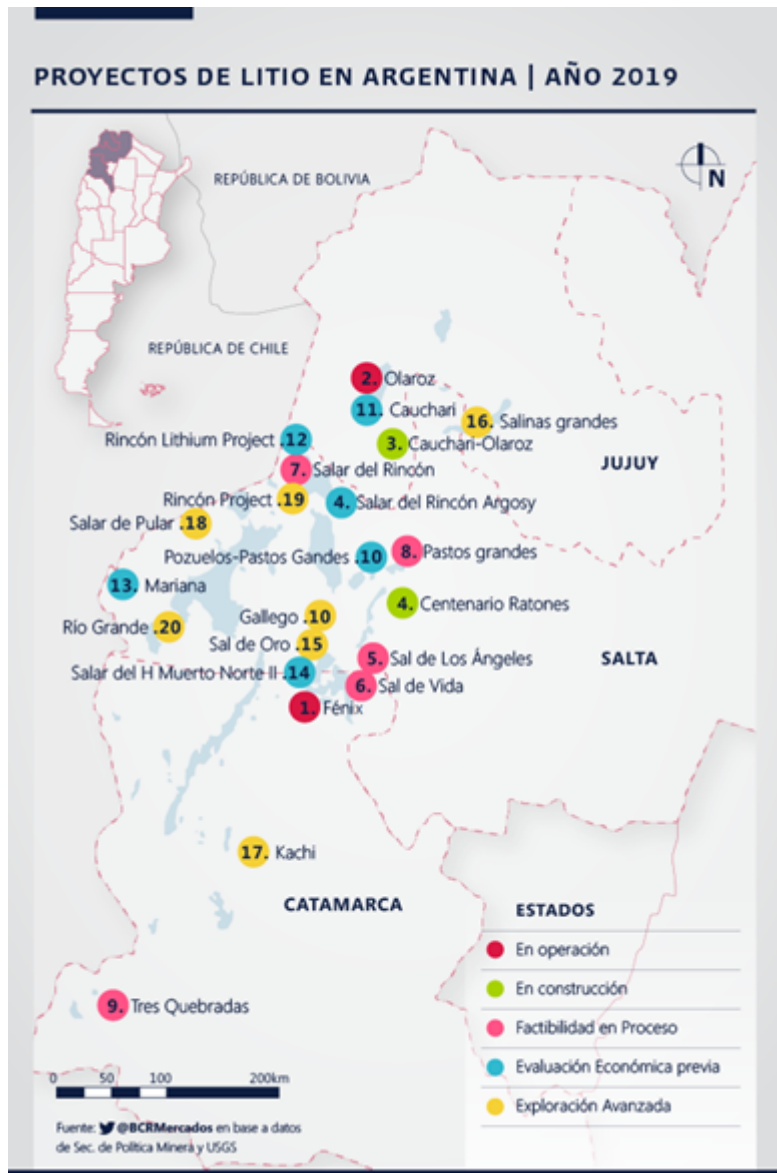 PROYECTOS DE LITIO EN ARGENTINA | AÑO 2019
N
REPÚBLICA DE BOLIVIA
REPÚBLICA DE CHILE
2. Olaroz
11. Cauchari
16. Salinas grandes
Rincón Lithium Project .12
3. Cauchari-Olaroz
JUJUY
7. Salar del Rincón
Rincón Project .19
4. Salar del Rincón Argosy
Salar de Pular .18
8. Pastos grandes
Pozuelos-Pastos Gandes .10
13. Mariana
4. Centenario Ratones
Gallego .10
Río Grande .20
Sal de Oro .15
5. Sal de Los Ángeles
SALTA
Salar del H Muerto Norte II .14
6. Sal de Vida
1. Fénix
17. Kachi
CATAMARCA
ESTADOS
En operación
En construcción
Factibilidad en Proceso
Evaluación Económica previa
Exploración Avanzada
9. Tres Quebradas
0 50 100 200km
Fuente: @BCRMercados en base a datos
de Sec. de Política Minera y USGS